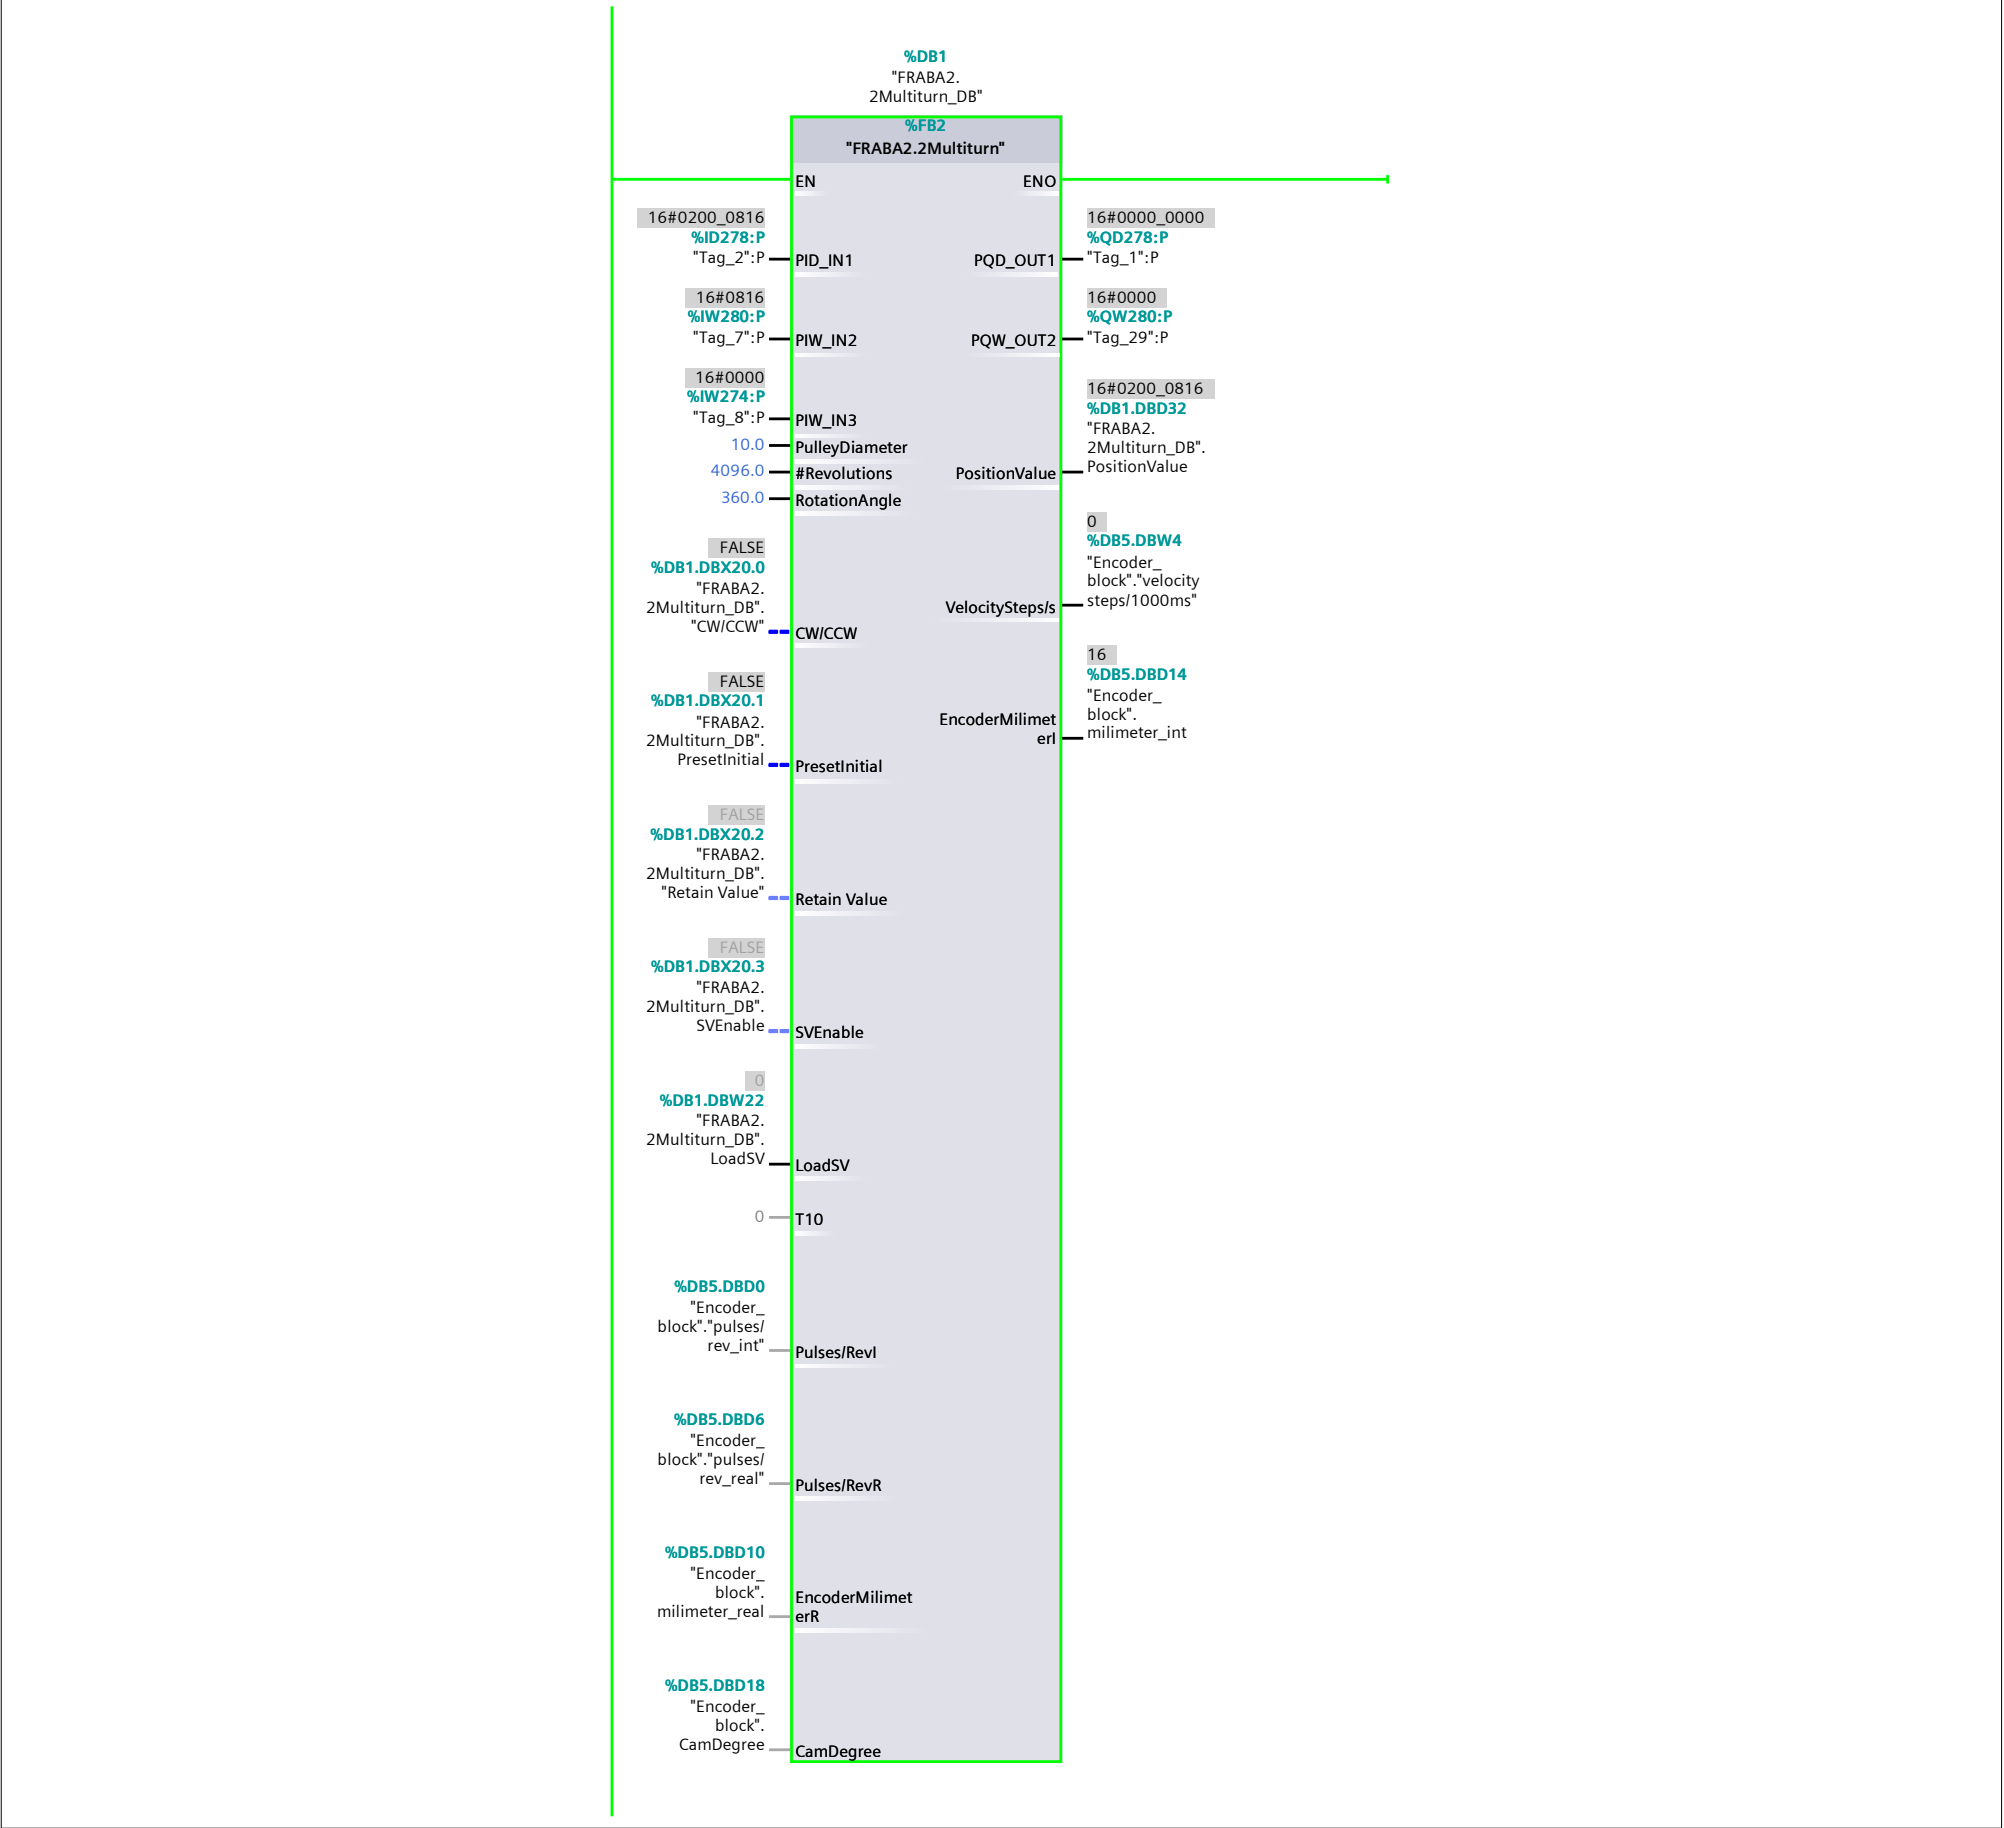 %DB1
"FRABA2.
2Multiturn_DB"
%FB2
"FRABA2.2Multiturn"
EN
ENO
16#0200_0816
%ID278:P
"Tag_2":P
PID_IN1
16#0816
%IW280:P
"Tag_7":P
PIW_IN2
16#0000
%IW274:P
"Tag_8":P
PIW_IN3
10.0
PulleyDiameter
4096.0
#Revolutions
360.0
RotationAngle
FALSE
%DB1.DBX20.0
"FRABA2.
2Multiturn_DB".
"CW/CCW"
CW/CCW
FALSE
%DB1.DBX20.1
"FRABA2.
2Multiturn_DB".
PresetInitial
PresetInitial
FALSE
%DB1.DBX20.2
"FRABA2.
2Multiturn_DB".
"Retain Value"
Retain Value
FALSE
%DB1.DBX20.3
"FRABA2.
2Multiturn_DB".
SVEnable
SVEnable
0
%DB1.DBW22
"FRABA2.
2Multiturn_DB".
LoadSV
LoadSV
0
T10
%DB5.DBD0
"Encoder_
block"."pulses/
rev_int"
Pulses/RevI
%DB5.DBD6
"Encoder_
block"."pulses/
rev_real"
Pulses/RevR
%DB5.DBD10
"Encoder_
block".
milimeter_real
EncoderMilimet
erR
%DB5.DBD18
"Encoder_
block".
CamDegree
CamDegree
16#0000_0000
%QD278:P
PQD_OUT1
"Tag_1":P
16#0000
%QW280:P
PQW_OUT2
"Tag_29":P
16#0200_0816
%DB1.DBD32
"FRABA2.
2Multiturn_DB".
PositionValue
PositionValue
0
%DB5.DBW4
"Encoder_
block"."velocity
steps/1000ms"
VelocitySteps/s
16
%DB5.DBD14
"Encoder_
block".
milimeter_int
EncoderMilimet
erI